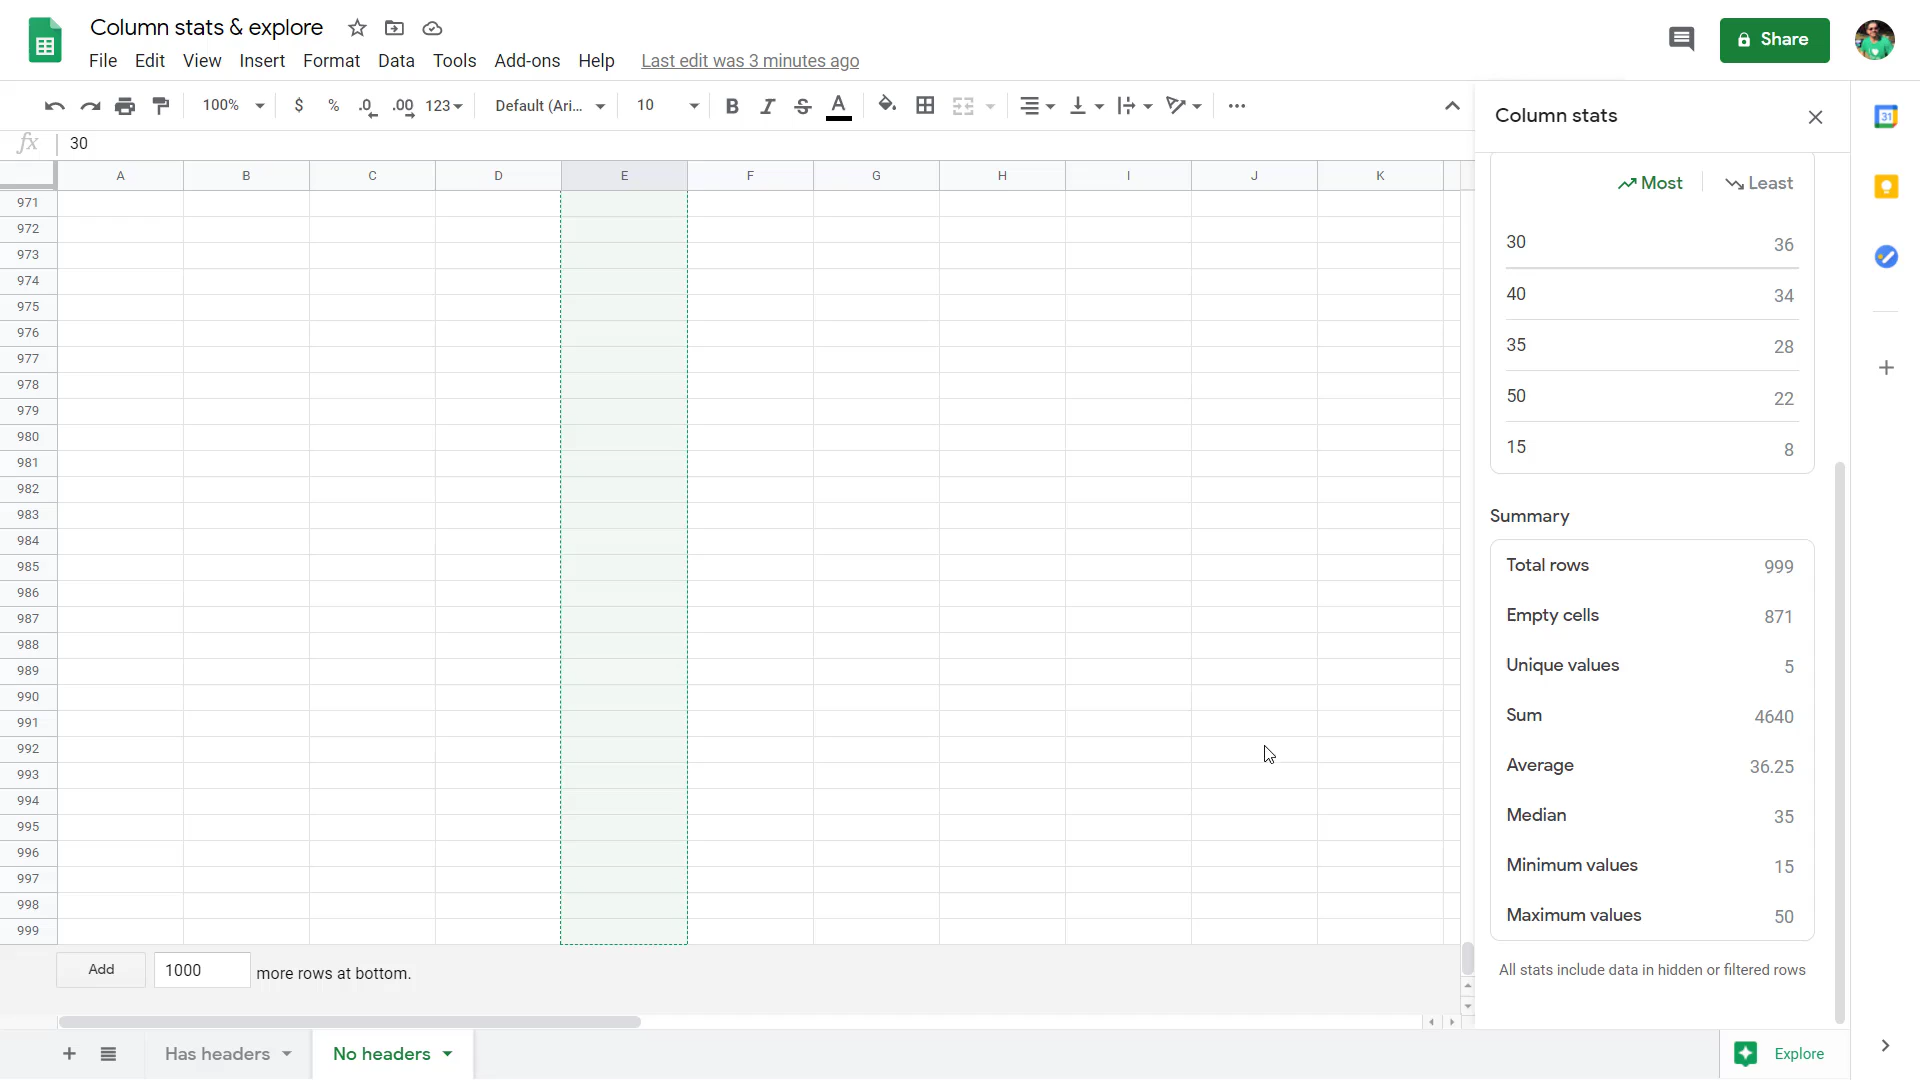 Column stats & explore
File Edit View Insert Format Data Tools Add-ons Help Last edit was 3 minutes ago
Share
100% $ % .0 .00 123 Default (Ari... 10 B I S A
fx 30
A B C D E F G H I J K
971
972
973
974
975
976
977
978
979
980
981
982
983
984
985
986
987
988
989
990
991
992
993
994
995
996
997
998
999
Add 1000 more rows at bottom.
Has headers No headers
Column stats
Most Least
30 36
40 34
35 28
50 22
15 8
Summary
Total rows 999
Empty cells 871
Unique values 5
Sum 4640
Average 36.25
Median 35
Minimum values 15
Maximum values 50
All stats include data in hidden or filtered rows
Explore
31